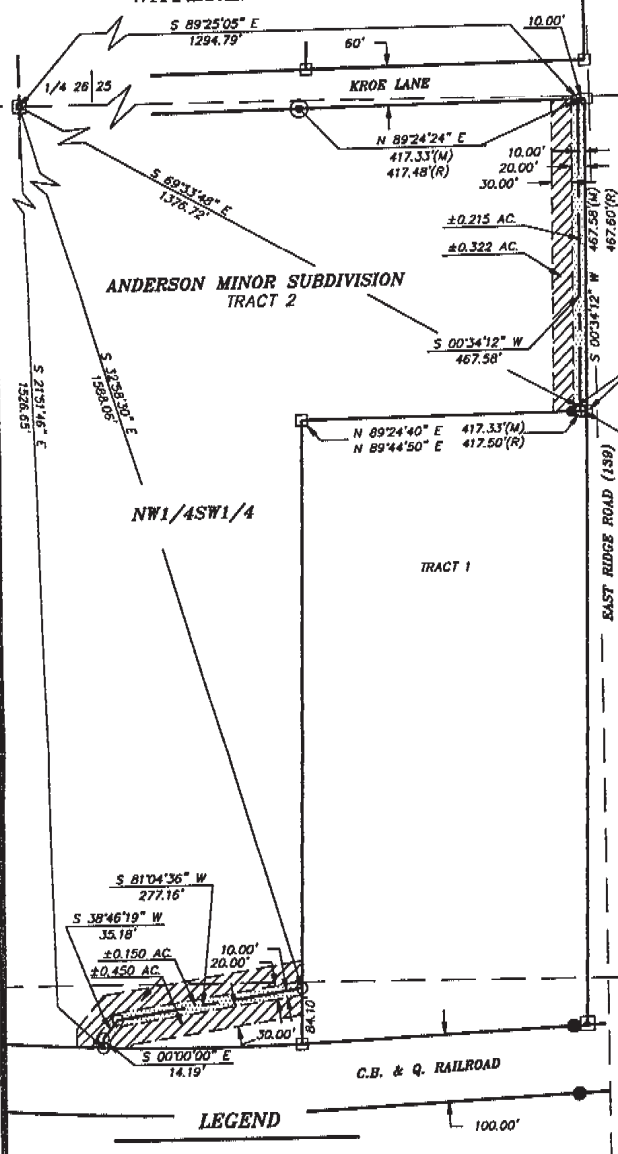 S 89°25'05" E
1294.79'
10.00'
60'
1/4 26 25
KROE LANE
N 89°24'24" E
417.33'(M)
417.48'(R)
10.00'
20.00'
30.00'
S 69°33'48" E
1376.72'
±0.215 AC.
±0.322 AC.
467.58'(M)
467.60'(R)
S 00°34'12" W
ANDERSON MINOR SUBDIVISION
TRACT 2
S 00°34'12" W
467.58'
S 21°51'46" E
1526.65'
S 32°58'30" E
1588.06'
N 89°24'40" E 417.33'(M)
N 89°44'50" E 417.50'(R)
NW1/4SW1/4
TRACT 1
EAST RIDGE ROAD (139)
S 81°04'36" W
277.16'
S 38°46'19" W
35.18'
±0.150 AC.
±0.450 AC.
10.00'
20.00'
30.00'
84.10'
S 00°00'00" E
14.19'
C.B. & Q. RAILROAD
LEGEND
100.00'